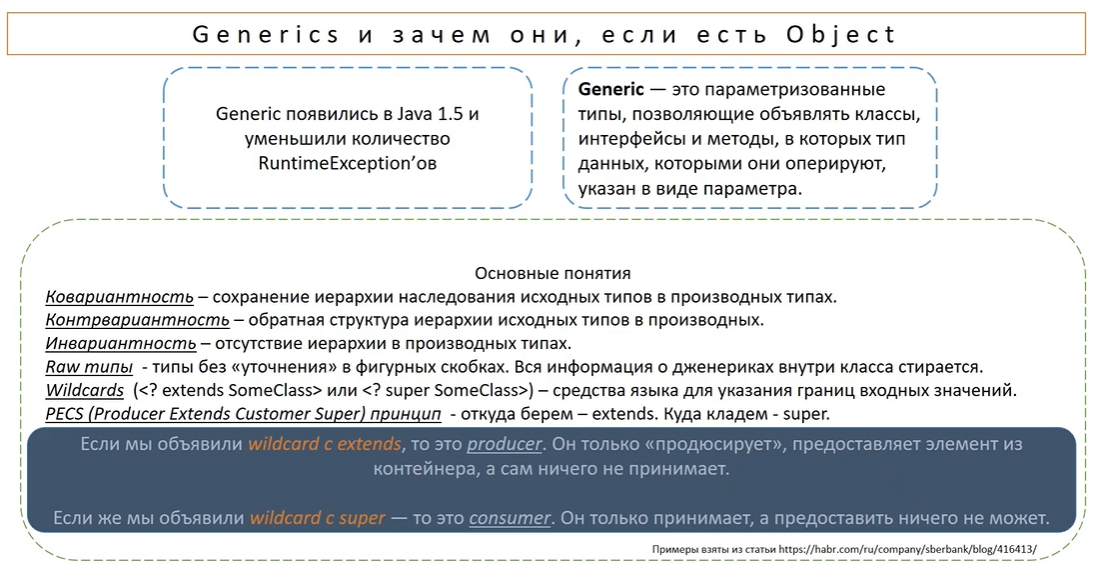 Generics и зачем они, если есть Object
Generic появились в Java 1.5 и
уменьшили количество
RuntimeException’ов
Generic — это параметризованные
типы, позволяющие объявлять классы,
интерфейсы и методы, в которых тип
данных, которыми они оперируют,
указан в виде параметра.
Основные понятия
Ковариантность – сохранение иерархии наследования исходных типов в производных типах.
Контрвариантность – обратная структура иерархии исходных типов в производных.
Инвариантность – отсутствие иерархии в производных типах.
Raw типы - типы без «уточнения» в фигурных скобках. Вся информация о дженериках внутри класса стирается.
Wildcards (<? extends SomeClass> или <? super SomeClass>) – средства языка для указания границ входных значений.
PECS (Producer Extends Customer Super) принцип - откуда берем – extends. Куда кладем - super.
Если мы объявили wildcard с extends, то это producer. Он только «продюсирует», предоставляет элемент из
контейнера, а сам ничего не принимает.
Если же мы объявили wildcard с super — то это consumer. Он только принимает, а предоставить ничего не может.
Примеры взяты из статьи https://habr.com/ru/company/sberbank/blog/416413/